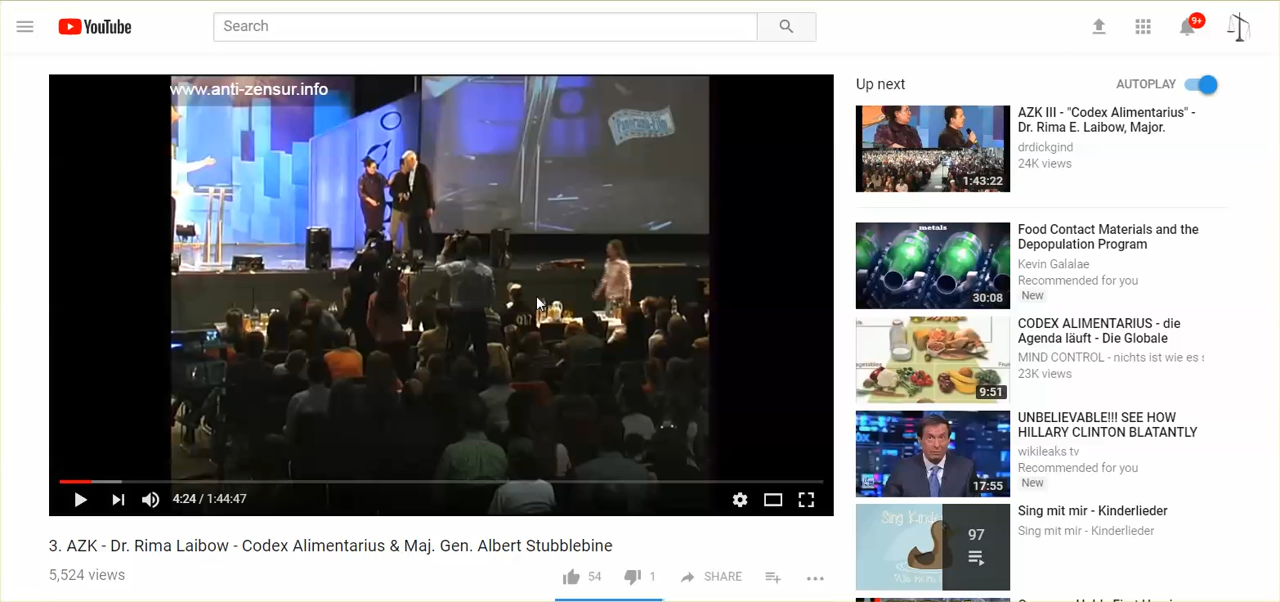 YouTube
Search
9+
www.anti-zensur.info
4:24 / 1:44:47
3. AZK - Dr. Rima Laibow - Codex Alimentarius & Maj. Gen. Albert Stubblebine
5,524 views
54
1
SHARE
Up next
AUTOPLAY
1:43:22
AZK III - "Codex Alimentarius" -
Dr. Rima E. Laibow, Major.
drdickgind
24K views
metals
30:08
Food Contact Materials and the
Depopulation Program
Kevin Galalae
Recommended for you
New
9:51
CODEX ALIMENTARIUS - die
Agenda läuft - Die Globale
MIND CONTROL - nichts ist wie es s
23K views
17:55
UNBELIEVABLE!!! SEE HOW
HILLARY CLINTON BLATANTLY
wikileaks tv
Recommended for you
New
97
Sing mit mir - Kinderlieder
Sing mit mir - Kinderlieder